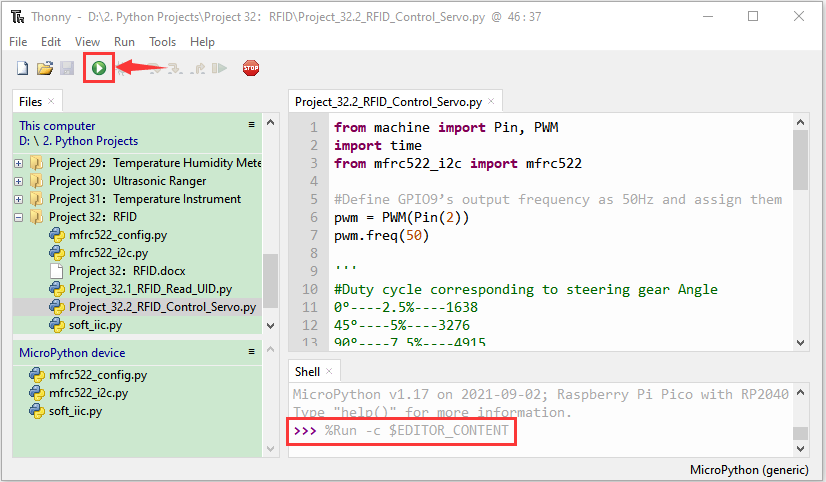 Thonny - D:\2. Python Projects\Project 32: RFID\Project_32.2_RFID_Control_Servo.py @ 46 : 37
File Edit View Run Tools Help
STOP
Files
This computer
D: \ 2. Python Projects
Project 29: Temperature Humidity Mete
Project 30: Ultrasonic Ranger
Project 31: Temperature Instrument
Project 32: RFID
mfrc522_config.py
mfrc522_i2c.py
Project 32: RFID.docx
Project_32.1_RFID_Read_UID.py
Project_32.2_RFID_Control_Servo.py
soft_iic.py
MicroPython device
mfrc522_config.py
mfrc522_i2c.py
soft_iic.py
Project_32.2_RFID_Control_Servo.py
1 from machine import Pin, PWM
2 import time
3 from mfrc522_i2c import mfrc522
4
5 #Define GPIO9’s output frequency as 50Hz and assign them
6 pwm = PWM(Pin(2))
7 pwm.freq(50)
8
9 '''
10 #Duty cycle corresponding to steering gear Angle
11 0°----2.5%----1638
12 45°----5%----3276
13 90°----7.5%----4915
Shell
MicroPython v1.17 on 2021-09-02; Raspberry Pi Pico with RP2040
Type "help()" for more information.
>>> %Run -c $EDITOR_CONTENT
MicroPython (generic)